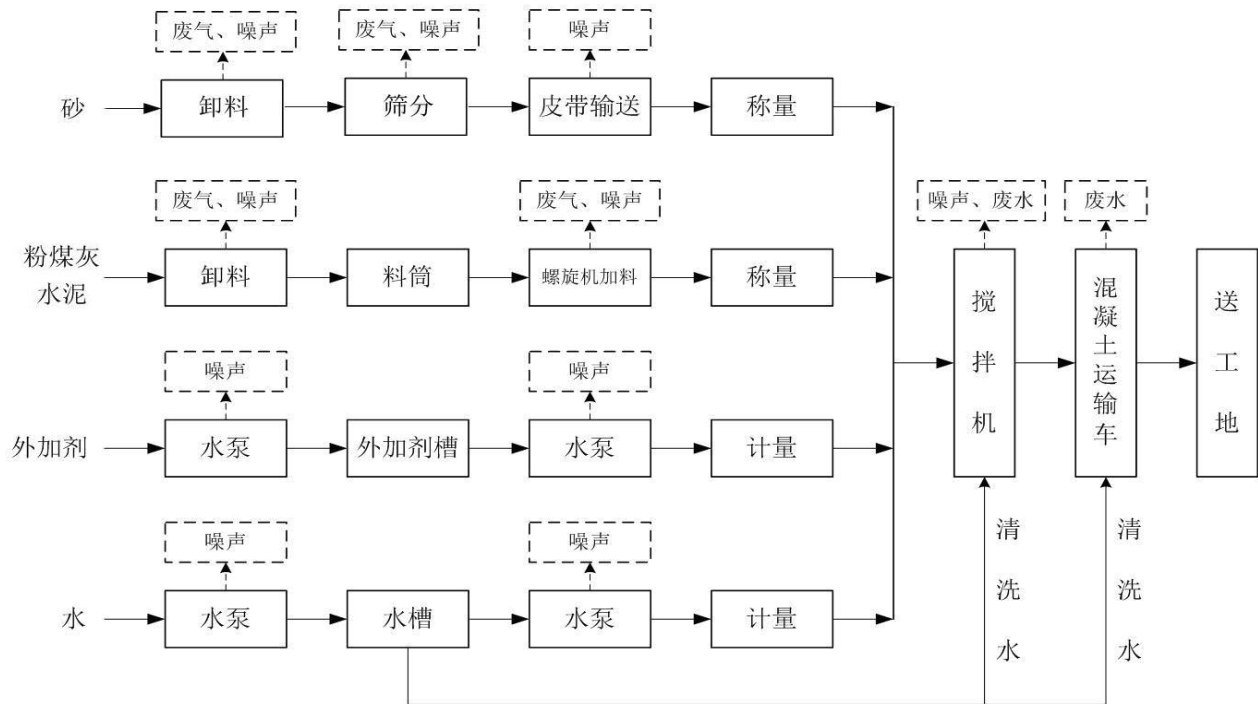 废气、噪声
废气、噪声
噪声
砂
卸料
筛分
皮带输送
称量
废气、噪声
废气、噪声
噪声、废水
废水
粉煤灰
水泥
卸料
料筒
螺旋机加料
称量
搅拌机
混凝土运输车
送工地
噪声
噪声
外加剂
水泵
外加剂槽
水泵
计量
噪声
噪声
清洗水
清洗水
水
水泵
水槽
水泵
计量